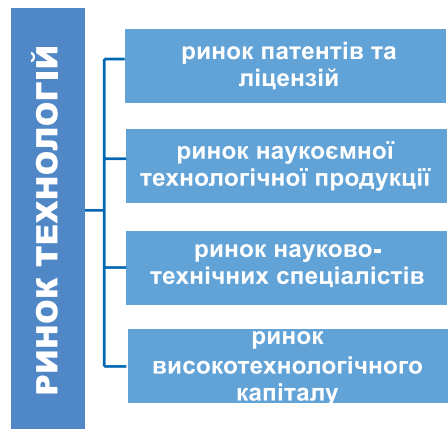 РИНОК ТЕХНОЛОГІЙ
ринок патентів та
ліцензій
ринок наукоємної
технологічної продукції
ринок науково-
технічних спеціалістів
ринок
високотехнологічного
капіталу